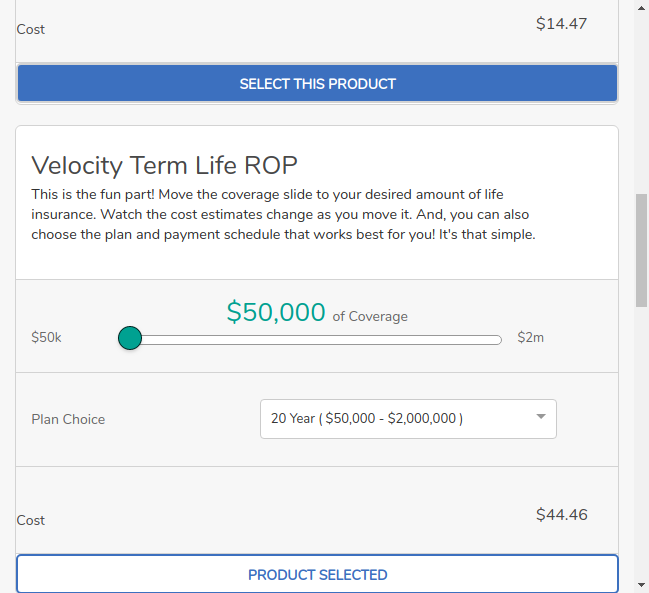 Cost
$14.47
SELECT THIS PRODUCT
Velocity Term Life ROP
This is the fun part! Move the coverage slide to your desired amount of life
insurance. Watch the cost estimates change as you move it. And, you can also
choose the plan and payment schedule that works best for you! It's that simple.
$50,000 of Coverage
$50k
$2m
Plan Choice
20 Year ( $50,000 - $2,000,000 )
Cost
$44.46
PRODUCT SELECTED